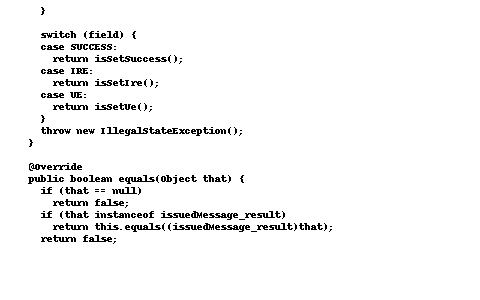 }

    switch (field) {
    case SUCCESS:
      return isSetSuccess();
    case IRE:
      return isSetIre();
    case UE:
      return isSetUe();
    }
    throw new IllegalStateException();
  }

  @Override
  public boolean equals(Object that) {
    if (that == null)
      return false;
    if (that instanceof issuedMessage_result)
      return this.equals((issuedMessage_result)that);
    return false;